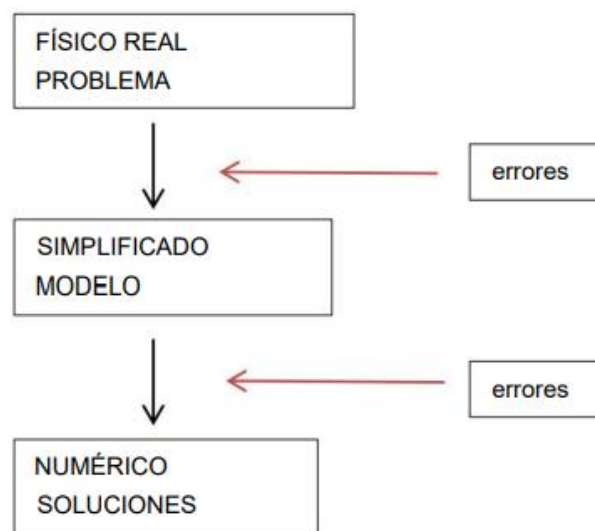 FÍSICO REAL
PROBLEMA
errores
SIMPLIFICADO
MODELO
errores
NUMÉRICO
SOLUCIONES